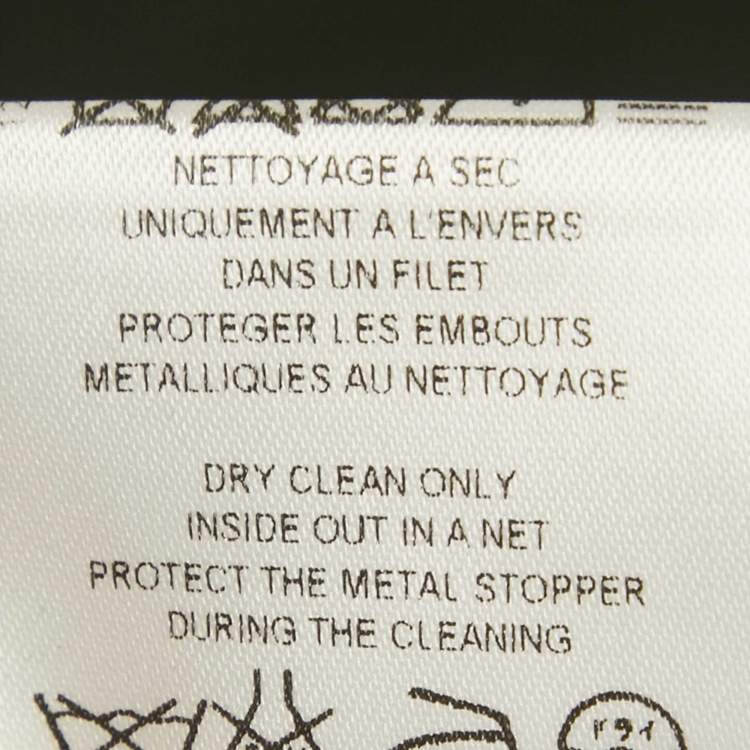 NETTOYAGE A SEC
UNIQUEMENT A L'ENVERS
DANS UN FILET
PROTEGER LES EMBOUTS
METALLIQUES AU NETTOYAGE
DRY CLEAN ONLY
INSIDE OUT IN A NET
PROTECT THE METAL STOPPER
DURING THE CLEANING